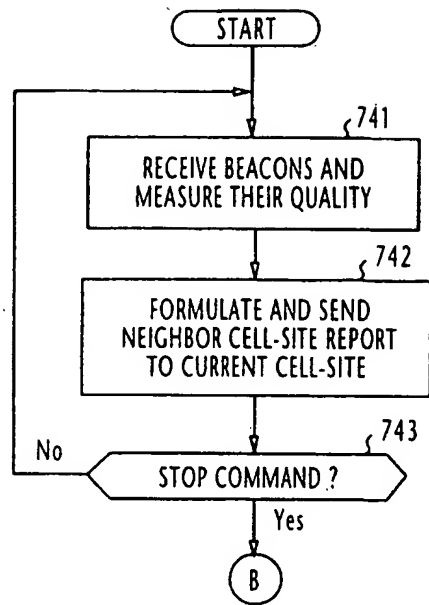 START
741
RECEIVE BEACONS AND
MEASURE THEIR QUALITY
742
FORMULATE AND SEND
NEIGHBOR CELL-SITE REPORT
TO CURRENT CELL-SITE
743
No
STOP COMMAND ?
Yes
B